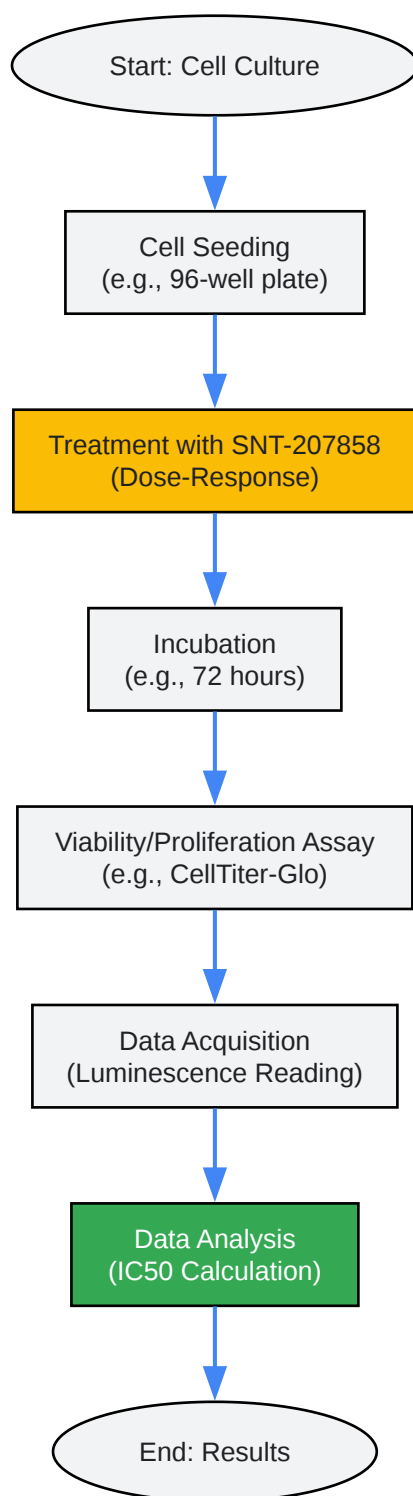 Start: Cell Culture
Cell Seeding
(e.g., 96-well plate)
Treatment with SNT-207858
(Dose-Response)
Incubation
(e.g., 72 hours)
Viability/Proliferation Assay
(e.g., CellTiter-Glo)
Data Acquisition
(Luminescence Reading)
Data Analysis
(IC50 Calculation)
End: Results